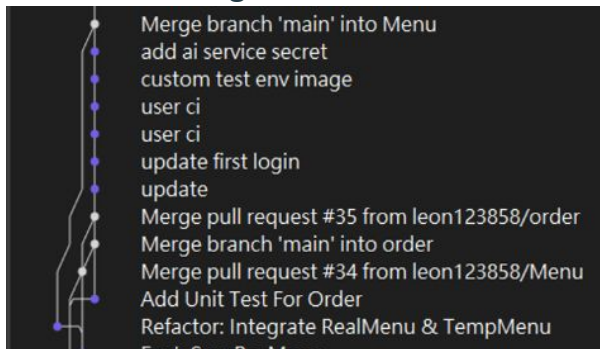 Merge branch 'main' into Menu
add ai service secret
custom test env image
user ci
user ci
update first login
update
Merge pull request #35 from leon123858/order
Merge branch 'main' into order
Merge pull request #34 from leon123858/Menu
Add Unit Test For Order
Refactor: Integrate RealMenu & TempMenu